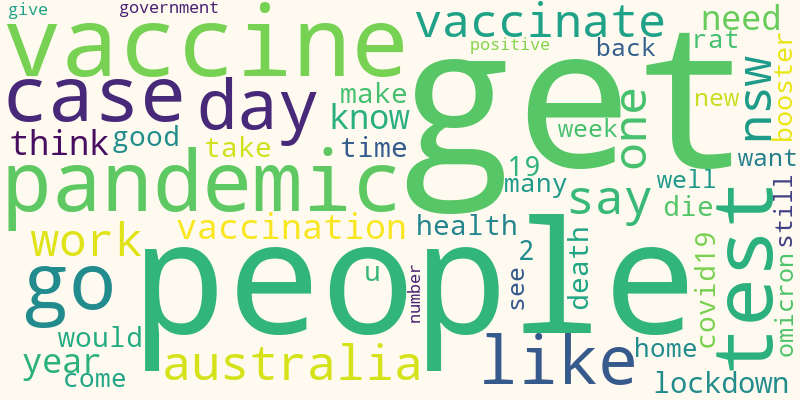 give
government
vaccine
vaccinate
need
positive
back
rat
get
nsw
booster
case
day
make
know
think
good
take
time
one
week
new
want
pandemic
19
many
say
well
die
test
still
work
vaccination
health
people
go
u
number
2
see
death
covid19
omicron
would
year
come
australia
like
home
lockdown